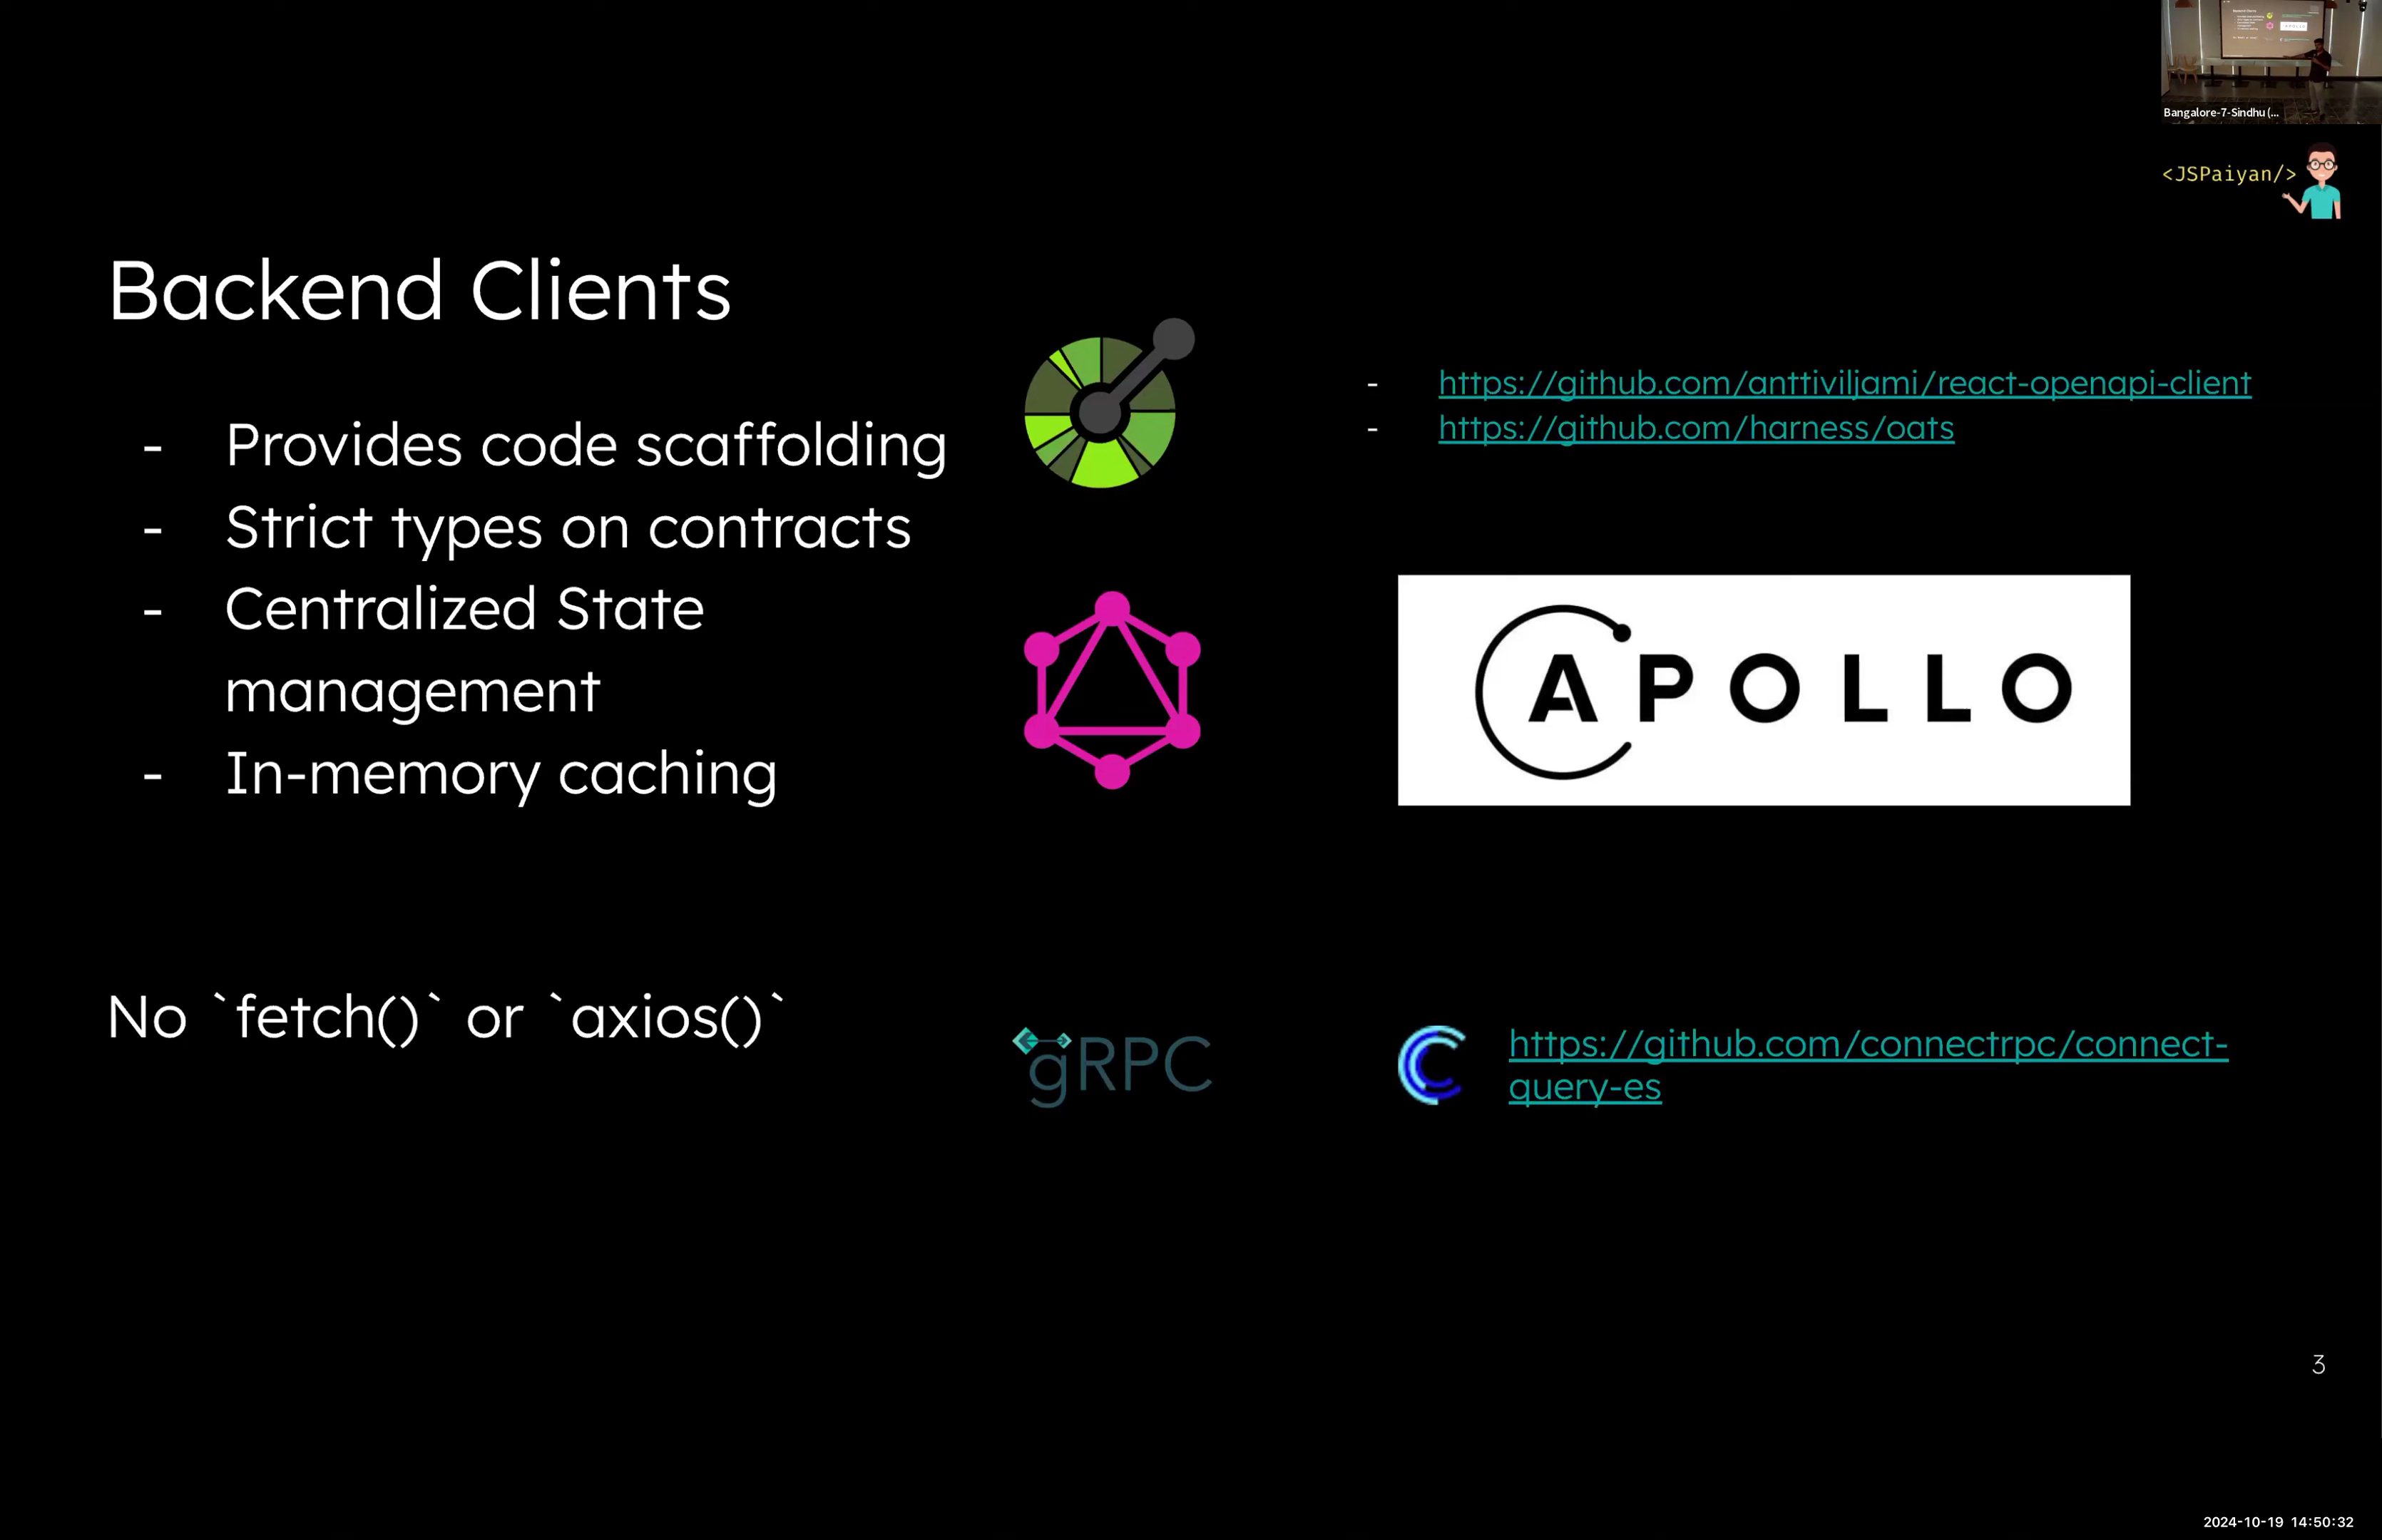 Bangalore-7-Sindhu (...
<JSPaiyan/>
Backend Clients
- Provides code scaffolding
- Strict types on contracts
- Centralized State
management
- In-memory caching
No `fetch()` or `axios()`
- https://github.com/anttiviljami/react-openapi-client
- https://github.com/harness/oats
APOLLO
gRPC
https://github.com/connectrpc/connect-
query-es
3
2024-10-19 14:50:32